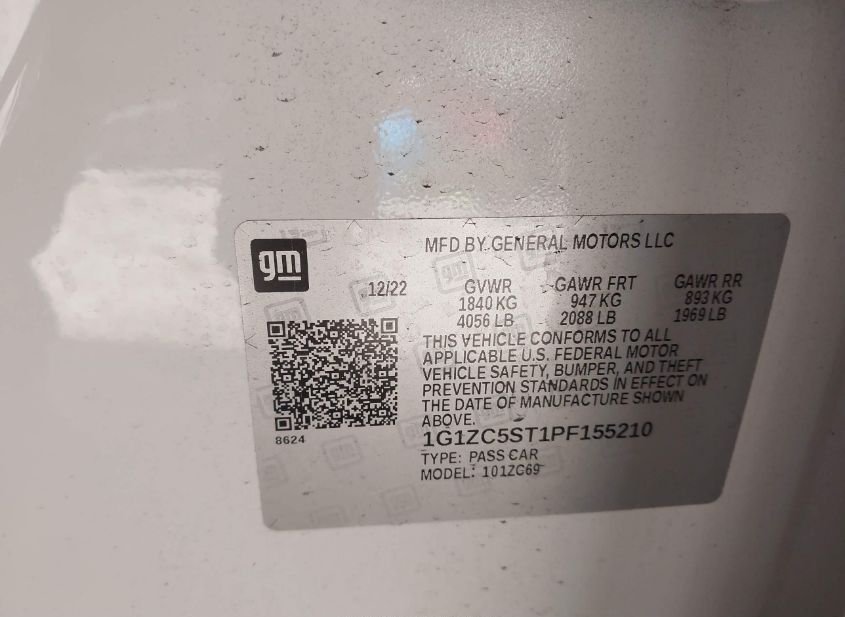 MFD BY GENERAL MOTORS LLC
gm
12/22
GVWR GAWR FRT GAWR RR
1840 KG 947 KG 893 KG
4056 LB 2088 LB 1969 LB
THIS VEHICLE CONFORMS TO ALL
APPLICABLE U.S. FEDERAL MOTOR
VEHICLE SAFETY, BUMPER, AND THEFT
PREVENTION STANDARDS IN EFFECT ON
THE DATE OF MANUFACTURE SHOWN
ABOVE.
8624
1G1ZC5ST1PF155210
TYPE: PASS CAR
MODEL: 101ZC69